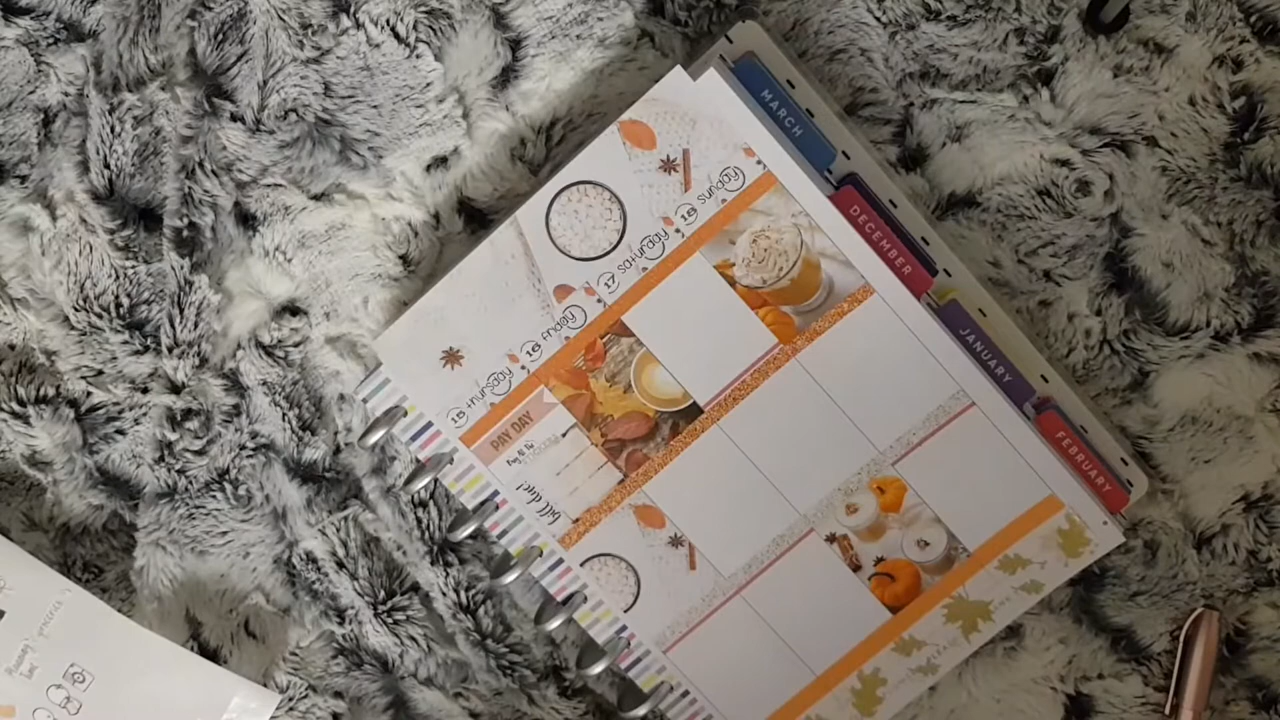 MARCH
DECEMBER
JANUARY
FEBRUARY
15 thursday
16 friday
17 saturday
18 sunday
PAY DAY
bill due!